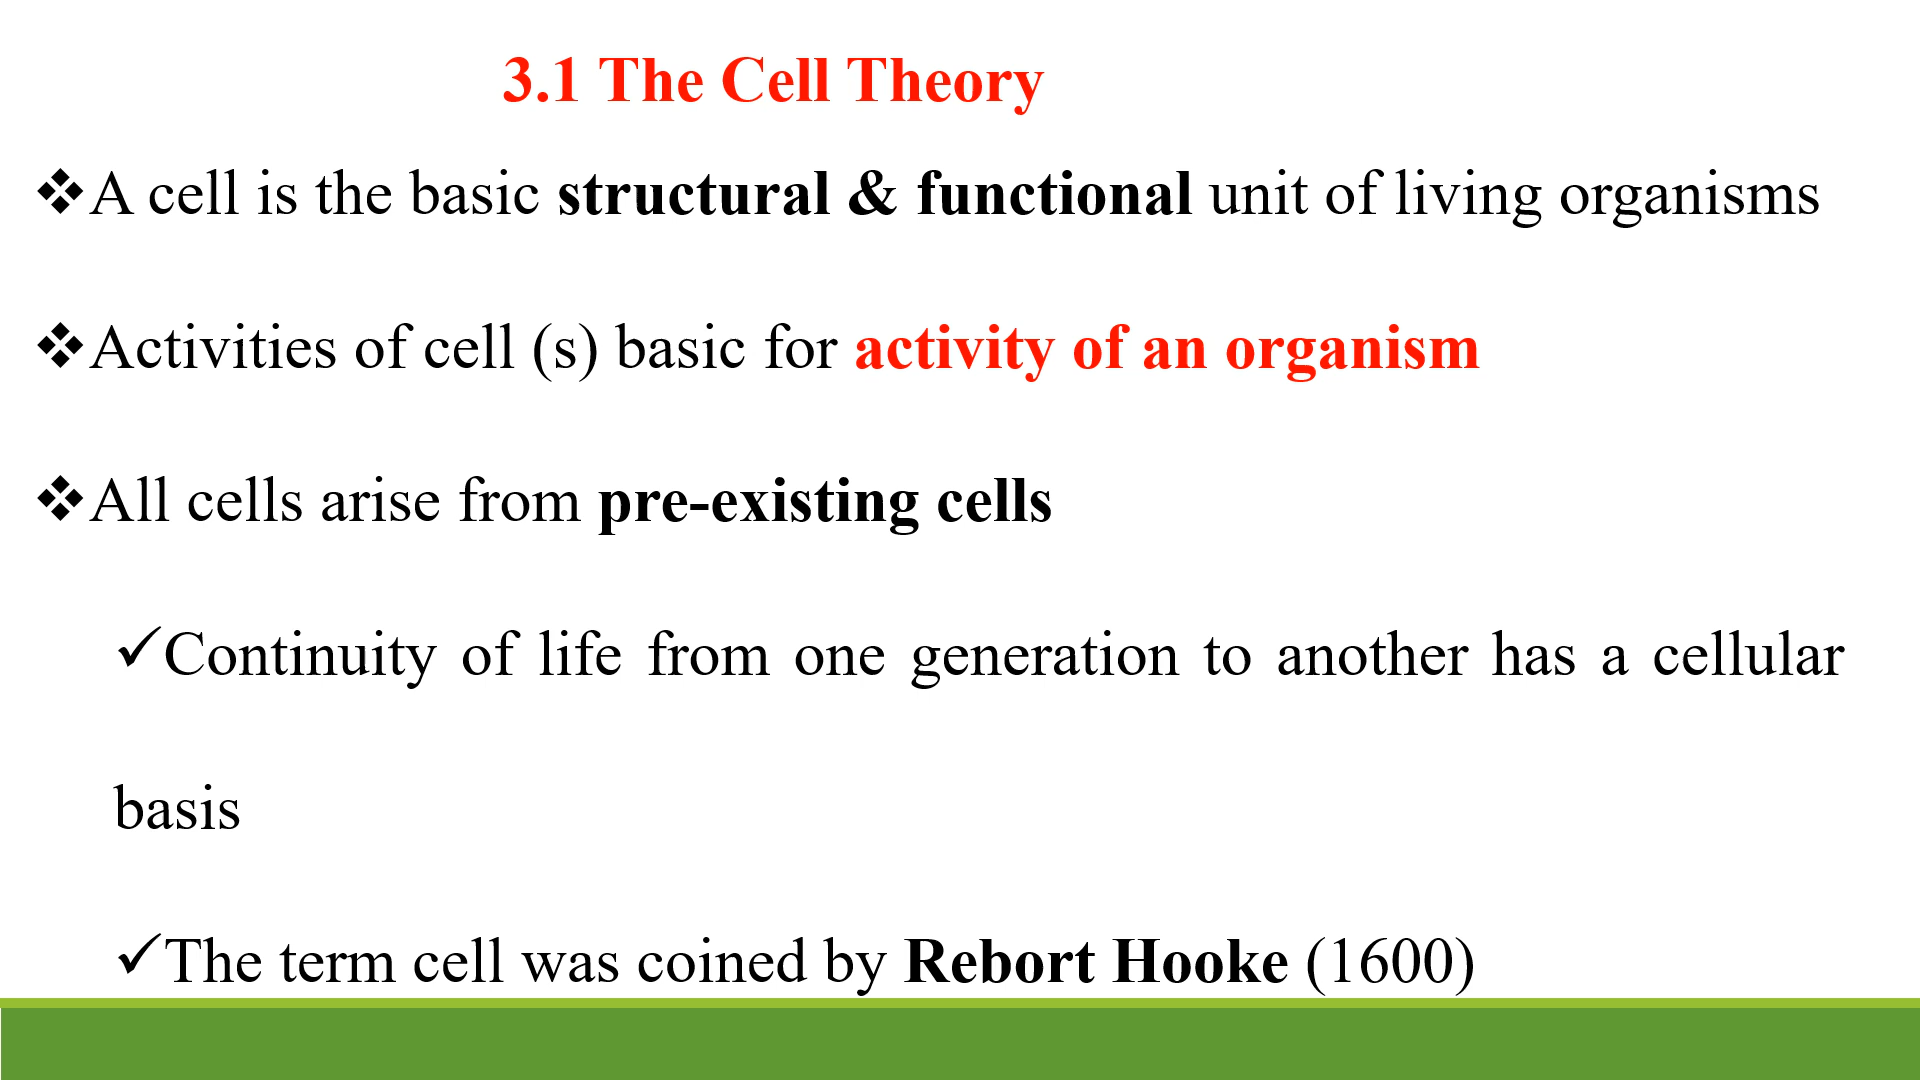 3.1 The Cell Theory
❖A cell is the basic structural & functional unit of living organisms
❖Activities of cell (s) basic for activity of an organism
❖All cells arise from pre-existing cells
✓Continuity of life from one generation to another has a cellular
basis
✓The term cell was coined by Rebort Hooke (1600)